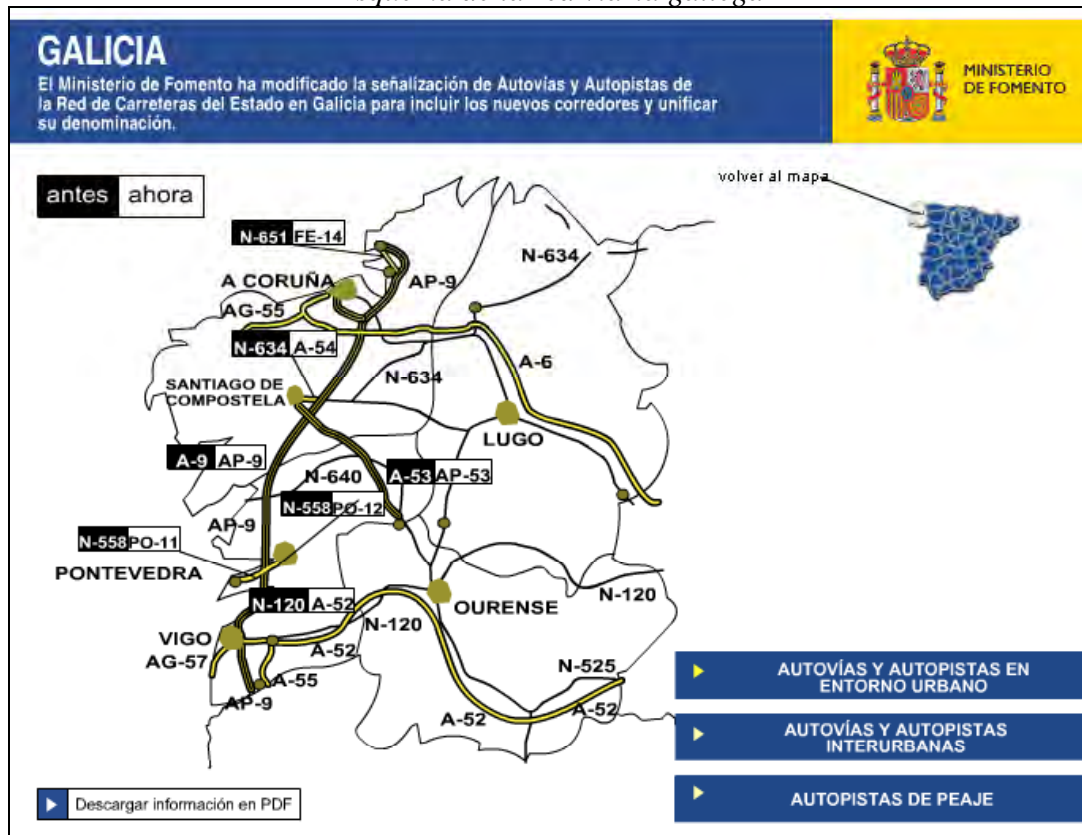 GALICIA
El Ministerio de Fomento ha modificado la señalización de Autovías y Autopistas de
la Red de Carreteras del Estado en Galicia para incluir los nuevos corredores y unificar
su denominación.
MINISTERIO
DE FOMENTO
volver al mapa
antes ahora
N-651 FE-14
N-634
A CORUÑA
AP-9
AG-55
N-634 A-54
A-6
N-634
SANTIAGO DE
COMPOSTELA
LUGO
A-9 AP-9
N-640
A-53 AP-53
N-558 PO-12
AP-9
N-558 PO-11
PONTEVEDRA
N-120 A-52
OURENSE
N-120
N-120
VIGO
A-52
AG-57
N-525
A-55
AP-9
A-52
A-52
AUTOVÍAS Y AUTOPISTAS EN
ENTORNO URBANO
AUTOVÍAS Y AUTOPISTAS
INTERURBANAS
AUTOPISTAS DE PEAJE
Descargar información en PDF